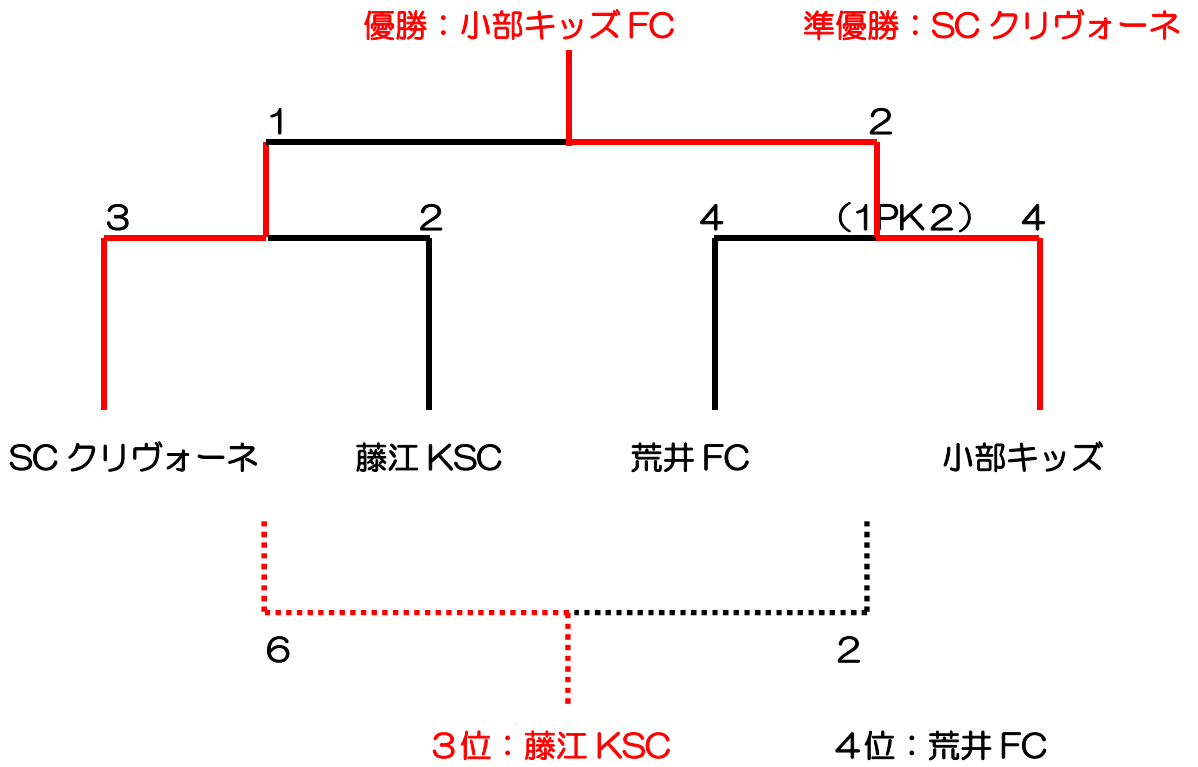 優勝：小部キッズFC 準優勝：SCクリヴォーネ
1 2
3 2 4 （1PK2） 4
SCクリヴォーネ 藤江KSC 荒井FC 小部キッズ
6 2
３位：藤江KSC ４位：荒井FC